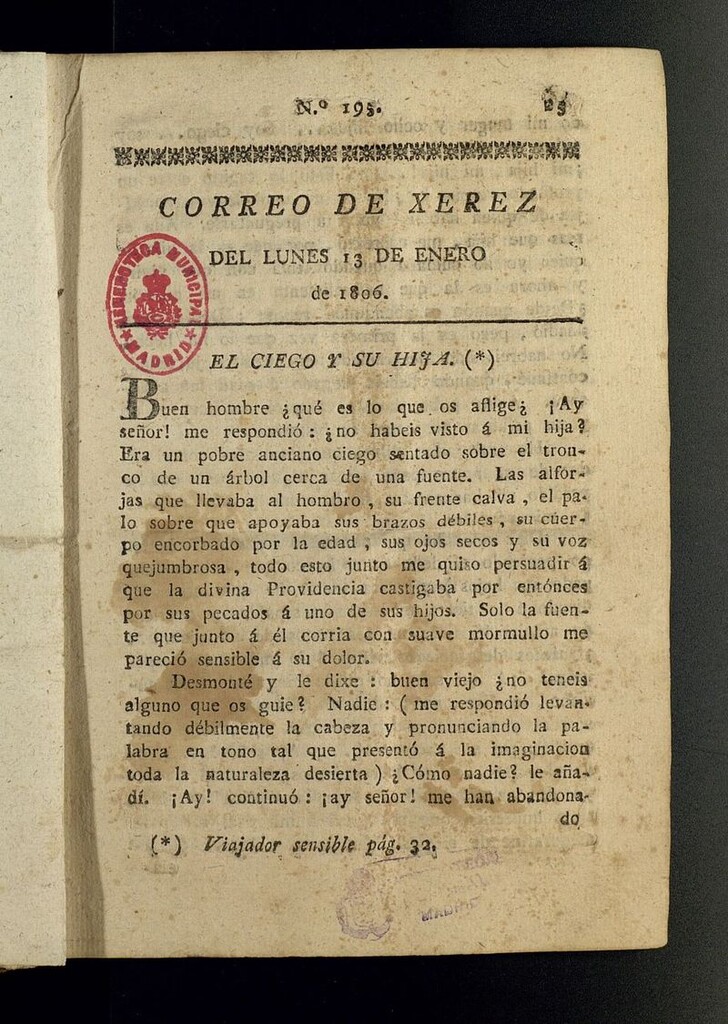 N.º 195.
25
CORREO DE XEREZ
DEL LUNES 13 DE ENERO
de 1806.
HEMEROTECA MUNICIPAL
★ MADRID ★
EL CIEGO Y SU HIJA. (*)
Buen hombre ¿qué es lo que os aflige¿ ¡Ay
señor! me respondió : ¿no habeis visto á mi hija?
Era un pobre anciano ciego sentado sobre el tron-
co de un árbol cerca de una fuente. Las alfor-
jas que llevaba al hombro , su frente calva , el pa-
lo sobre que apoyaba sus brazos débiles , su cuer-
po encorbado por la edad , sus ojos secos y su voz
quejumbrosa , todo esto junto me quiso persuadir á
que la divina Providencia castigaba por entónces
por sus pecados á uno de sus hijos. Solo la fuen-
te que junto á él corria con suave mormullo me
pareció sensible á su dolor.
Desmonté y le dixe : buen viejo ¿no teneis
alguno que os guie? Nadie : ( me respondió levan-
tando débilmente la cabeza y pronunciando la pa-
labra en tono tal que presentó á la imaginacion
toda la naturaleza desierta ) ¿Cómo nadie? le aña-
dí. ¡Ay! continuó : ¡ay señor! me han abandona-
do
(*) Viajador sensible pág. 32.
MADRID